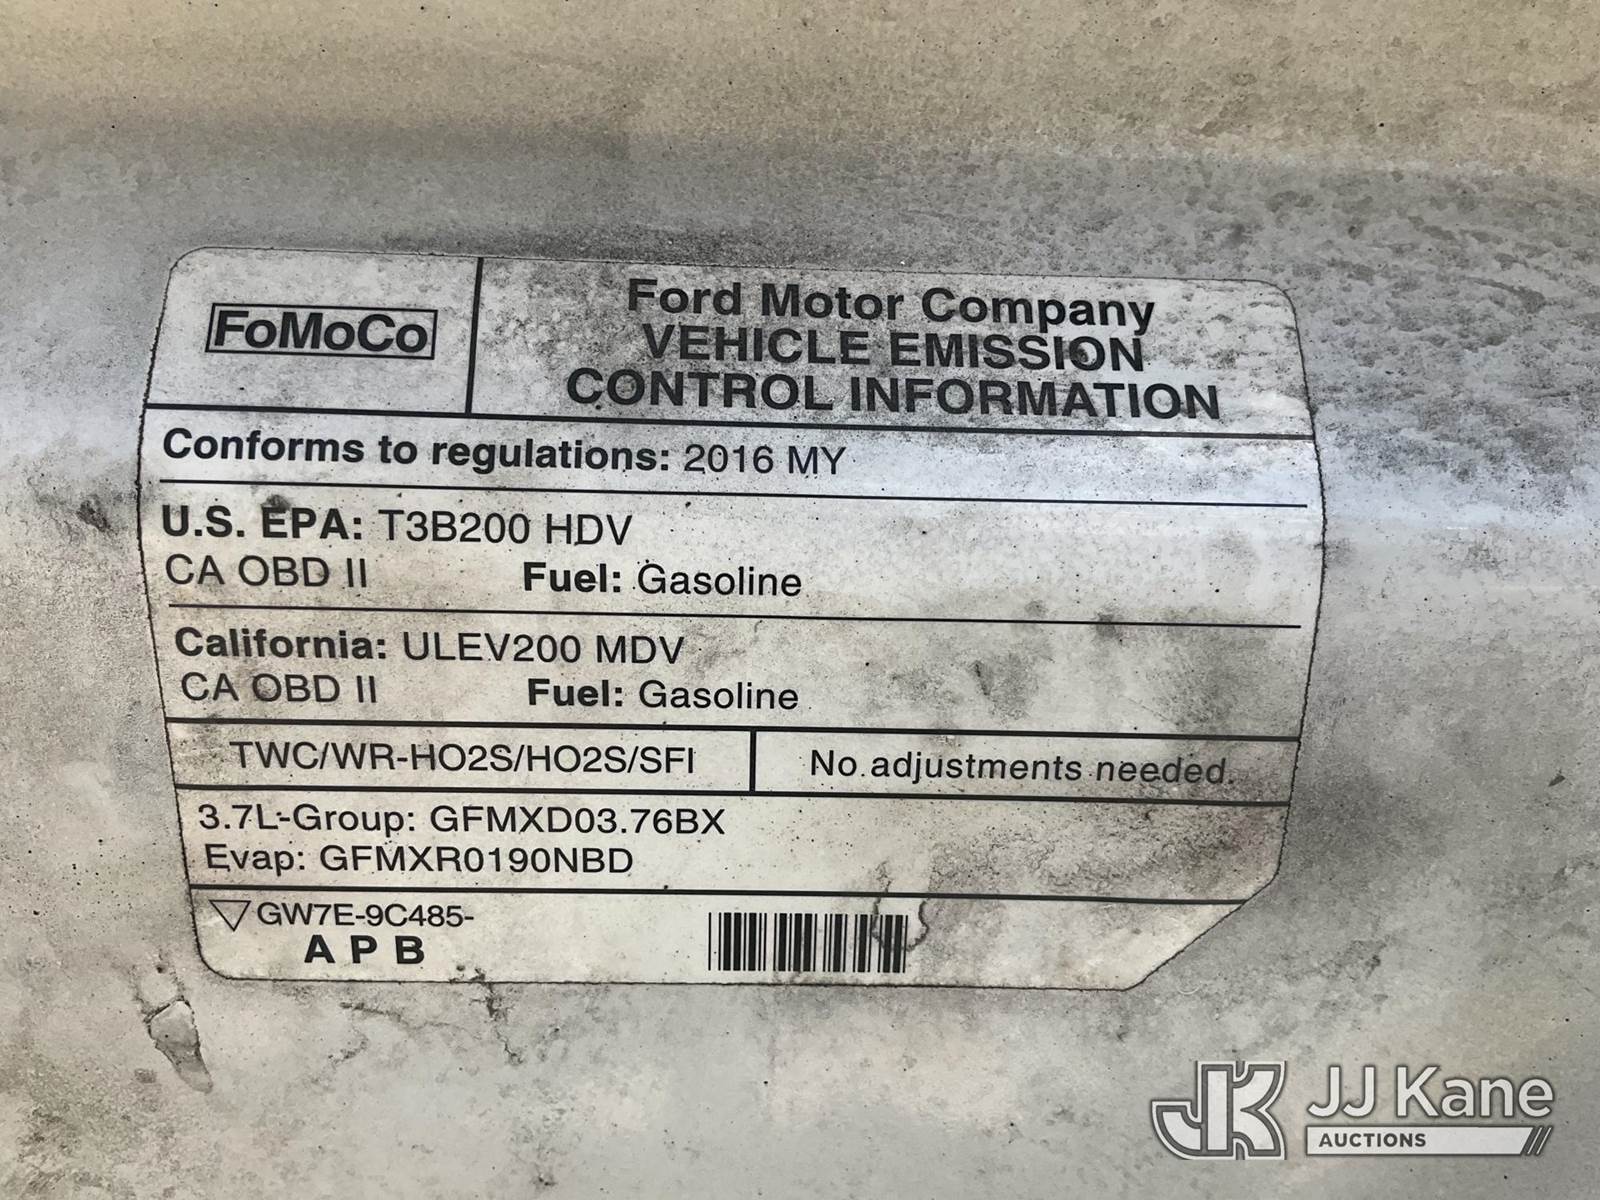 FoMoCo
Ford Motor Company
VEHICLE EMISSION
CONTROL INFORMATION
Conforms to regulations: 2016 MY
U.S. EPA: T3B200 HDV
CA OBD II Fuel: Gasoline
California: ULEV200 MDV
CA OBD II Fuel: Gasoline
TWC/WR-HO2S/HO2S/SFI No adjustments needed.
3.7L-Group: GFMXD03.76BX
Evap: GFMXR0190NBD
GW7E-9C485-
A P B
JK JJ Kane
AUCTIONS